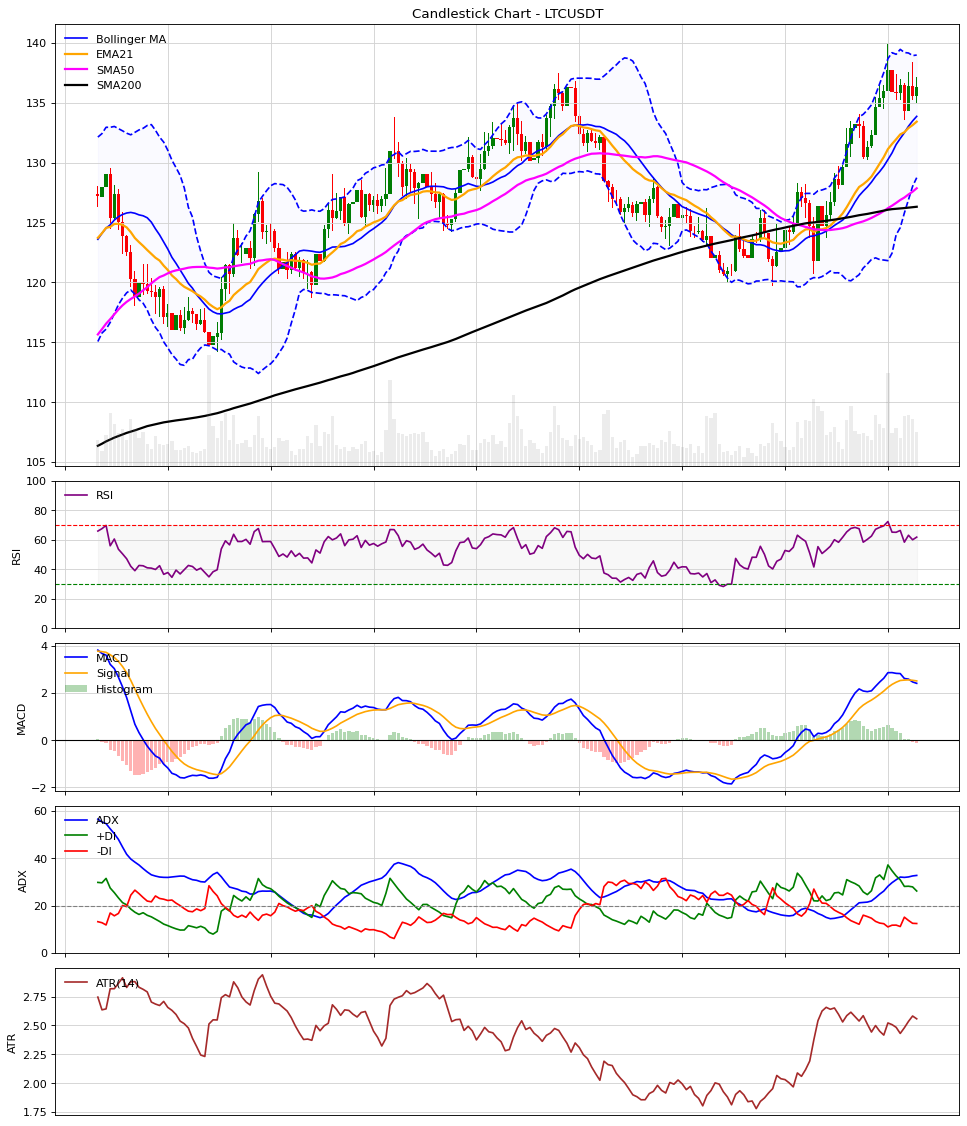 Candlestick Chart - LTCUSDT
Bollinger MA
EMA21
SMA50
SMA200
140
135
130
125
120
115
110
105
RSI
RSI
100
80
60
40
20
0
MACD
Signal
Histogram
MACD
4
2
0
−2
ADX
+DI
-DI
ADX
60
40
20
0
ATR(14)
ATR
2.75
2.50
2.25
2.00
1.75